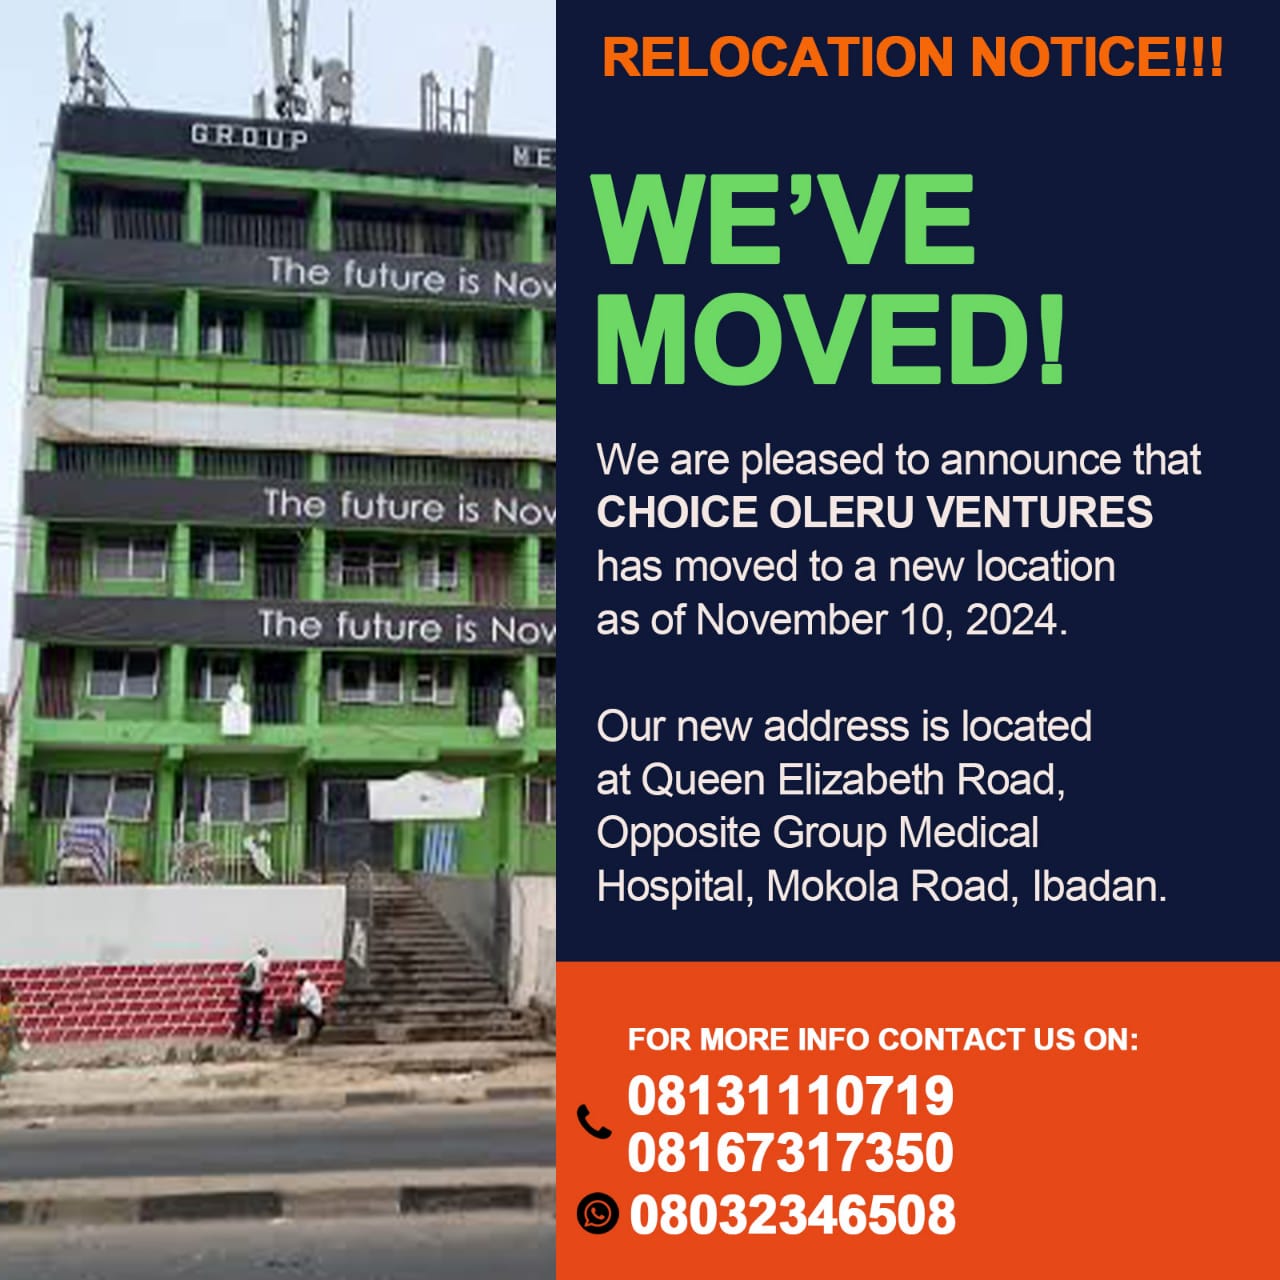 GROUP
ME
The future is Nov
The future is Nov
The future is Nov
RELOCATION NOTICE!!!
WE'VE
MOVED!
We are pleased to announce that
CHOICE OLERU VENTURES
has moved to a new location
as of November 10, 2024.
Our new address is located
at Queen Elizabeth Road,
Opposite Group Medical
Hospital, Mokola Road, Ibadan.
FOR MORE INFO CONTACT US ON:
08131110719
08167317350
08032346508